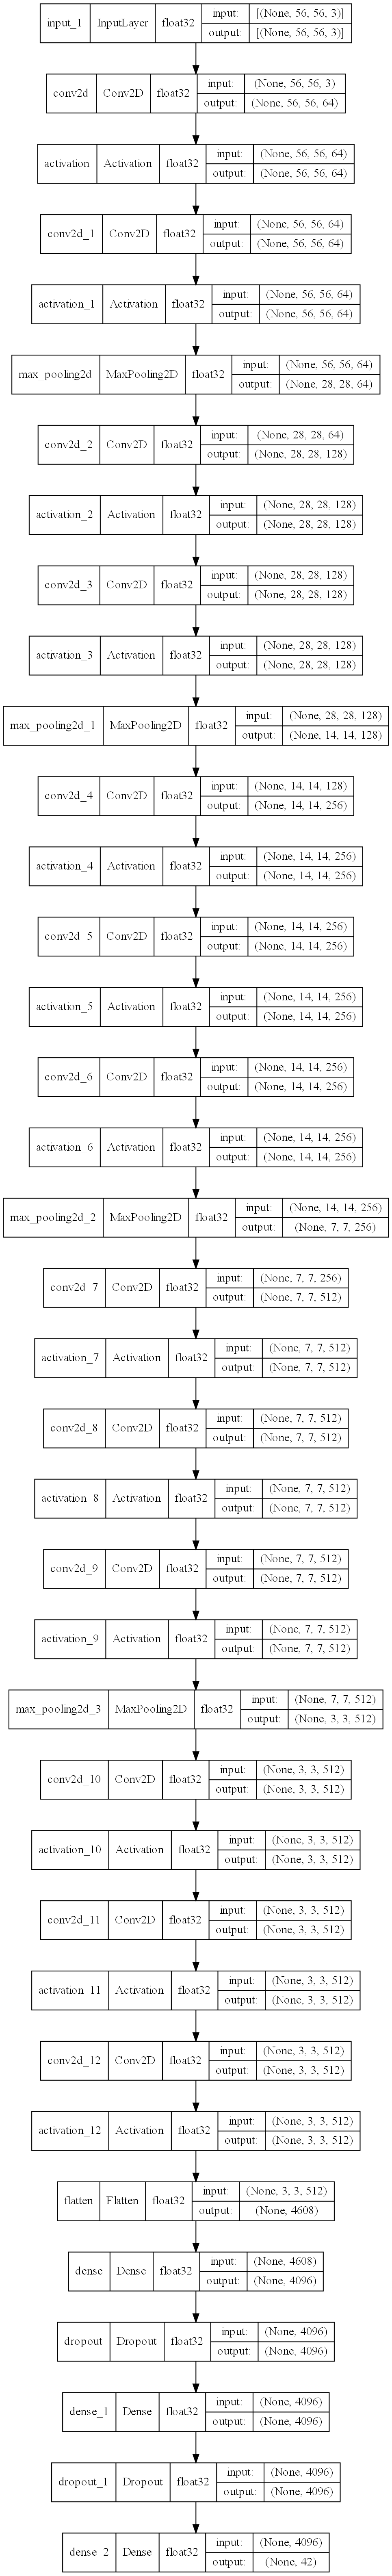 input_1 InputLayer float32 input: [(None, 56, 56, 3)]
output: [(None, 56, 56, 3)]
conv2d Conv2D float32 input: (None, 56, 56, 3)
output: (None, 56, 56, 64)
activation Activation float32 input: (None, 56, 56, 64)
output: (None, 56, 56, 64)
conv2d_1 Conv2D float32 input: (None, 56, 56, 64)
output: (None, 56, 56, 64)
activation_1 Activation float32 input: (None, 56, 56, 64)
output: (None, 56, 56, 64)
max_pooling2d MaxPooling2D float32 input: (None, 56, 56, 64)
output: (None, 28, 28, 64)
conv2d_2 Conv2D float32 input: (None, 28, 28, 64)
output: (None, 28, 28, 128)
activation_2 Activation float32 input: (None, 28, 28, 128)
output: (None, 28, 28, 128)
conv2d_3 Conv2D float32 input: (None, 28, 28, 128)
output: (None, 28, 28, 128)
activation_3 Activation float32 input: (None, 28, 28, 128)
output: (None, 28, 28, 128)
max_pooling2d_1 MaxPooling2D float32 input: (None, 28, 28, 128)
output: (None, 14, 14, 128)
conv2d_4 Conv2D float32 input: (None, 14, 14, 128)
output: (None, 14, 14, 256)
activation_4 Activation float32 input: (None, 14, 14, 256)
output: (None, 14, 14, 256)
conv2d_5 Conv2D float32 input: (None, 14, 14, 256)
output: (None, 14, 14, 256)
activation_5 Activation float32 input: (None, 14, 14, 256)
output: (None, 14, 14, 256)
conv2d_6 Conv2D float32 input: (None, 14, 14, 256)
output: (None, 14, 14, 256)
activation_6 Activation float32 input: (None, 14, 14, 256)
output: (None, 14, 14, 256)
max_pooling2d_2 MaxPooling2D float32 input: (None, 14, 14, 256)
output: (None, 7, 7, 256)
conv2d_7 Conv2D float32 input: (None, 7, 7, 256)
output: (None, 7, 7, 512)
activation_7 Activation float32 input: (None, 7, 7, 512)
output: (None, 7, 7, 512)
conv2d_8 Conv2D float32 input: (None, 7, 7, 512)
output: (None, 7, 7, 512)
activation_8 Activation float32 input: (None, 7, 7, 512)
output: (None, 7, 7, 512)
conv2d_9 Conv2D float32 input: (None, 7, 7, 512)
output: (None, 7, 7, 512)
activation_9 Activation float32 input: (None, 7, 7, 512)
output: (None, 7, 7, 512)
max_pooling2d_3 MaxPooling2D float32 input: (None, 7, 7, 512)
output: (None, 3, 3, 512)
conv2d_10 Conv2D float32 input: (None, 3, 3, 512)
output: (None, 3, 3, 512)
activation_10 Activation float32 input: (None, 3, 3, 512)
output: (None, 3, 3, 512)
conv2d_11 Conv2D float32 input: (None, 3, 3, 512)
output: (None, 3, 3, 512)
activation_11 Activation float32 input: (None, 3, 3, 512)
output: (None, 3, 3, 512)
conv2d_12 Conv2D float32 input: (None, 3, 3, 512)
output: (None, 3, 3, 512)
activation_12 Activation float32 input: (None, 3, 3, 512)
output: (None, 3, 3, 512)
flatten Flatten float32 input: (None, 3, 3, 512)
output: (None, 4608)
dense Dense float32 input: (None, 4608)
output: (None, 4096)
dropout Dropout float32 input: (None, 4096)
output: (None, 4096)
dense_1 Dense float32 input: (None, 4096)
output: (None, 4096)
dropout_1 Dropout float32 input: (None, 4096)
output: (None, 4096)
dense_2 Dense float32 input: (None, 4096)
output: (None, 42)